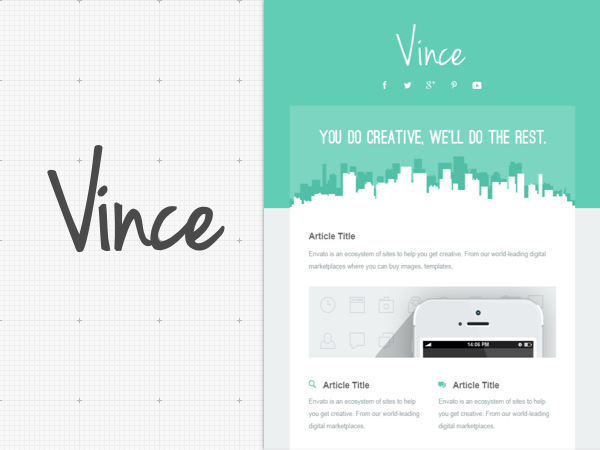 Vince
Vince
YOU DO CREATIVE, WE'LL DO THE REST.
Article Title
Envato is an ecosystem of sites to help you get creative. From our world-leading digital
marketplaces where you can buy images, templates,
14:06 PM
Article Title
Envato is an ecosystem of sites to help
you get creative. From our world-leading
digital marketplaces.
Article Title
Envato is an ecosystem of sites to help
you get creative. From our world-leading
digital marketplaces.